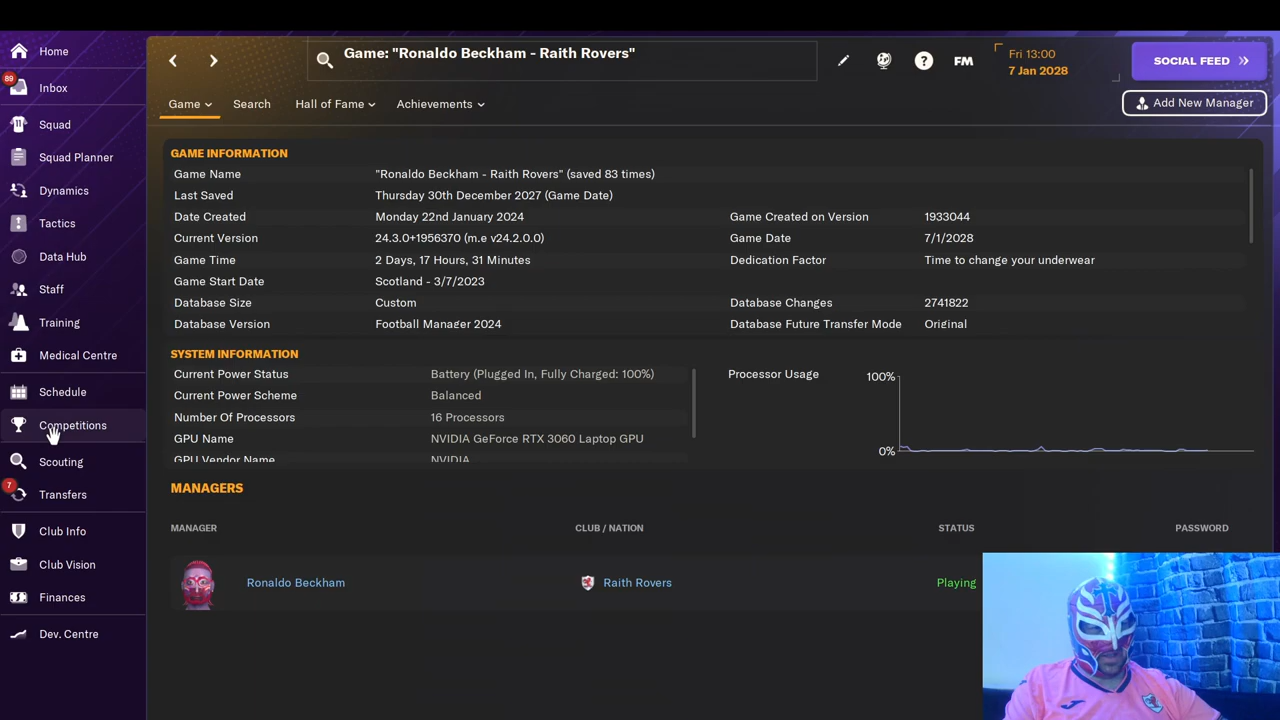 Home
Game: "Ronaldo Beckham - Raith Rovers"
FM
Fri 13:00
7 Jan 2028
SOCIAL FEED
89
Inbox
Game
Search
Hall of Fame
Achievements
Add New Manager
11
Squad
Squad Planner
Dynamics
Tactics
Data Hub
Staff
Training
Medical Centre
Schedule
Competitions
Scouting
7
Transfers
Club Info
Club Vision
Finances
Dev. Centre
GAME INFORMATION
Game Name "Ronaldo Beckham - Raith Rovers" (saved 83 times)
Last Saved Thursday 30th December 2027 (Game Date)
Date Created Monday 22nd January 2024 Game Created on Version 1933044
Current Version 24.3.0+1956370 (m.e v24.2.0.0) Game Date 7/1/2028
Game Time 2 Days, 17 Hours, 31 Minutes Dedication Factor Time to change your underwear
Game Start Date Scotland - 3/7/2023
Database Size Custom Database Changes 2741822
Database Version Football Manager 2024 Database Future Transfer Mode Original
SYSTEM INFORMATION
Current Power Status Battery (Plugged In, Fully Charged: 100%)
Current Power Scheme Balanced
Number Of Processors 16 Processors
GPU Name NVIDIA GeForce RTX 3060 Laptop GPU
GPU Vendor Name NVIDIA
Processor Usage
100%
0%
MANAGERS
MANAGER CLUB / NATION STATUS PASSWORD
Ronaldo Beckham Raith Rovers Playing